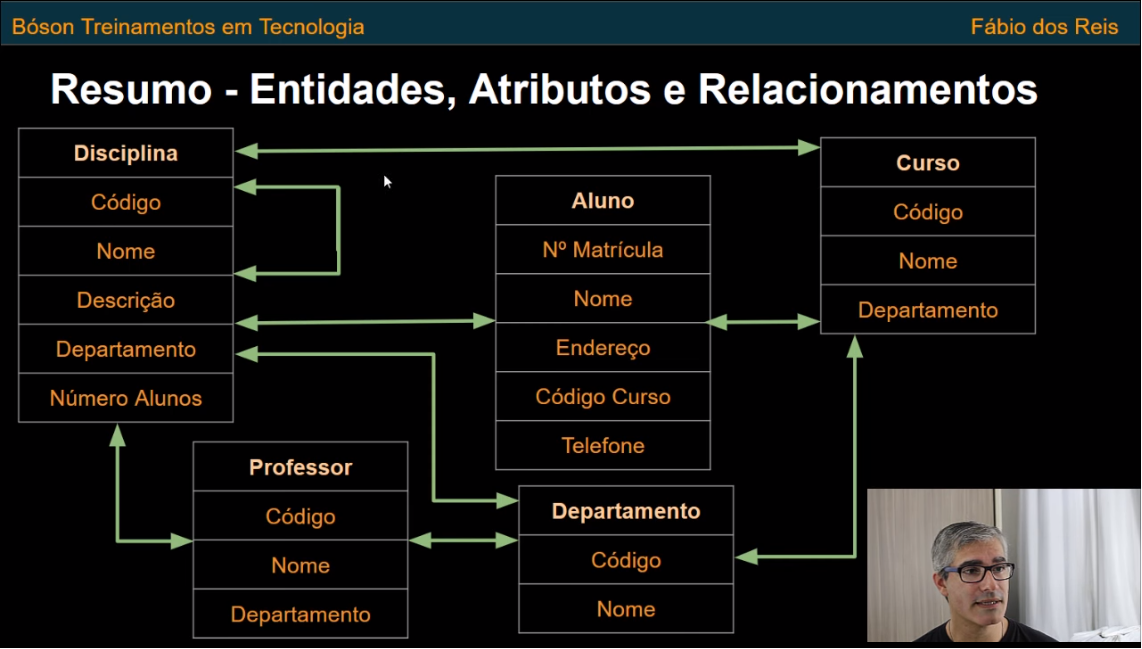 Bóson Treinamentos em Tecnologia
Fábio dos Reis
Resumo - Entidades, Atributos e Relacionamentos
Disciplina
Código
Nome
Descrição
Departamento
Número Alunos
Aluno
Nº Matrícula
Nome
Endereço
Código Curso
Telefone
Curso
Código
Nome
Departamento
Professor
Código
Nome
Departamento
Departamento
Código
Nome